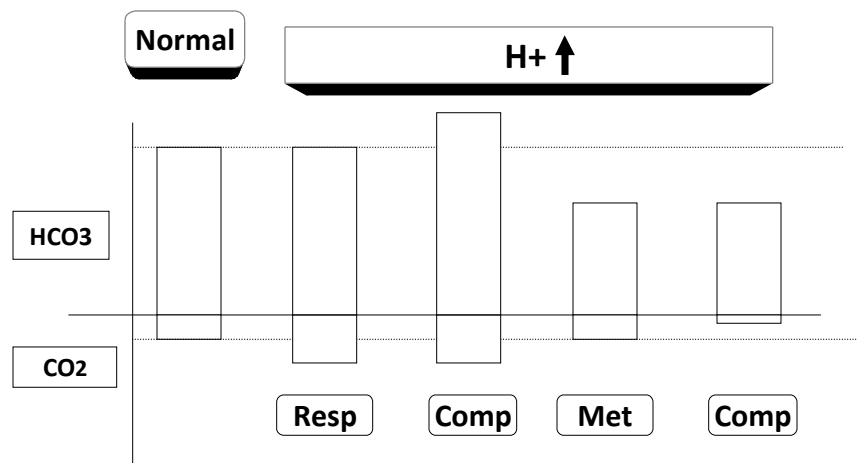 Normal
H+
HCO3
CO2
Resp
Comp
Met
Comp